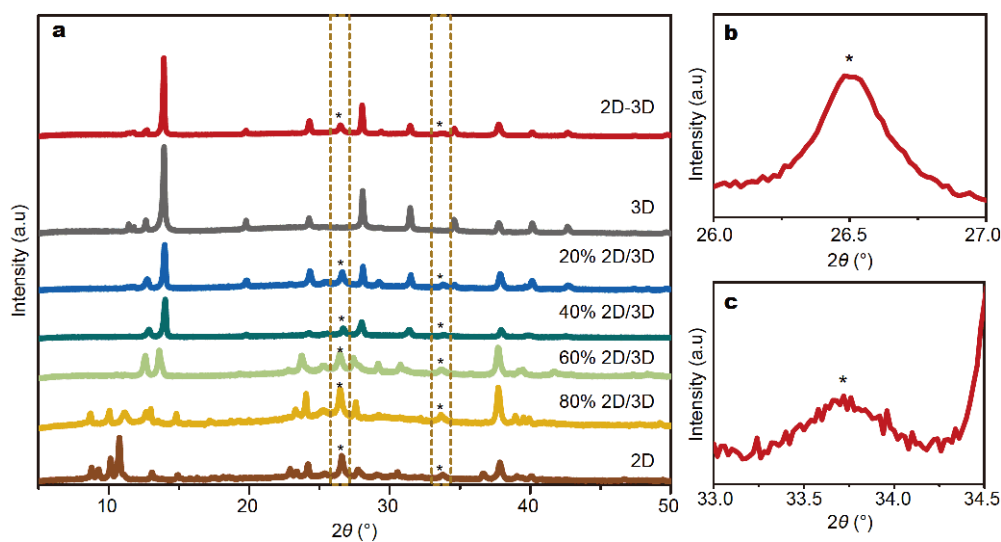 a
Intensity (a.u)
*
*
2D-3D
3D
*
*
20% 2D/3D
*
*
40% 2D/3D
*
*
60% 2D/3D
*
*
80% 2D/3D
*
*
2D
10
20
30
40
50
2θ (°)
b
*
Intensity (a.u)
26.0
26.5
27.0
2θ (°)
c
*
Intensity (a.u)
33.0
33.5
34.0
34.5
2θ (°)